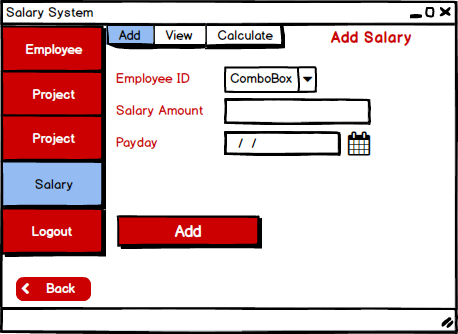 Salary System
Add View Calculate
Add Salary
Employee
Project
Project
Salary
Logout
Back
Employee ID ComboBox
Salary Amount
Payday / /
Add